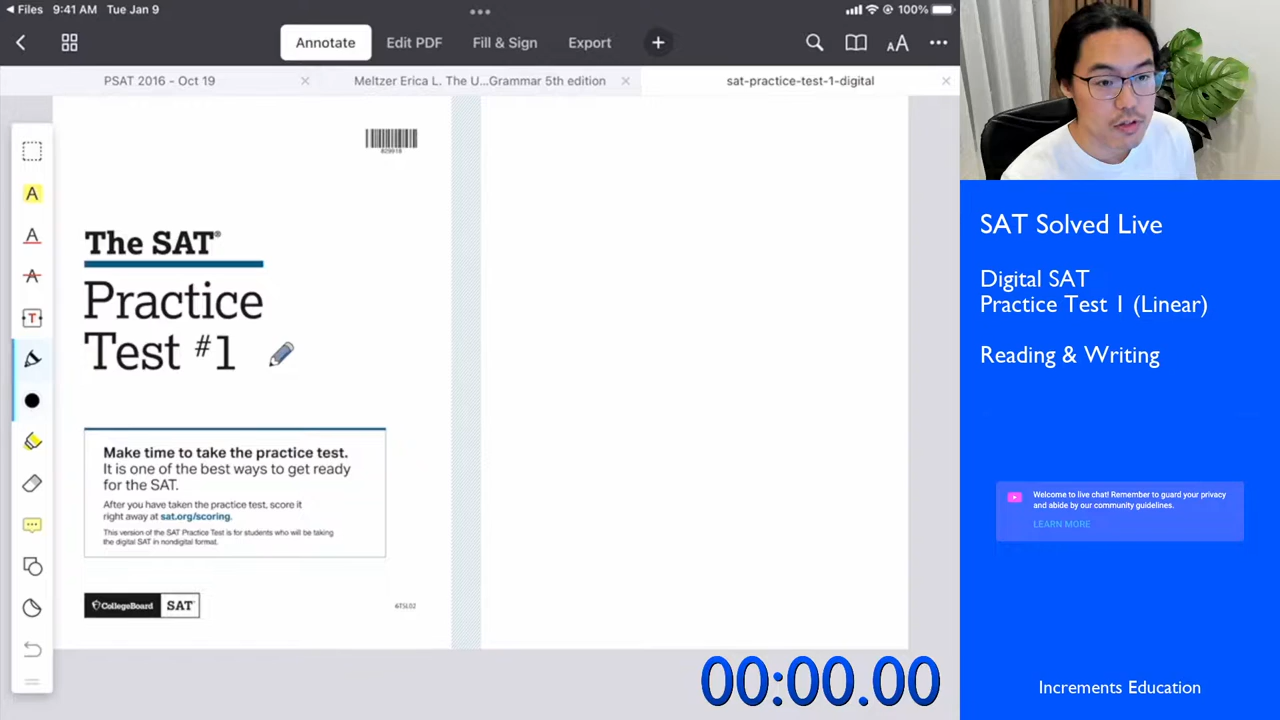 Files 9:41 AM Tue Jan 9 100%
Annotate Edit PDF Fill & Sign Export
PSAT 2016 - Oct 19 Meltzer Erica L. The U...Grammar 5th edition sat-practice-test-1-digital
The SAT®
Practice
Test #1
Make time to take the practice test.
It is one of the best ways to get ready
for the SAT.
After you have taken the practice test, score it
right away at sat.org/scoring.
This version of the SAT Practice Test is for students who will be taking
the digital SAT in nondigital format.
CollegeBoard SAT
6TSL02
00:00.00
SAT Solved Live
Digital SAT
Practice Test 1 (Linear)
Reading & Writing
Welcome to live chat! Remember to guard your privacy
and abide by our community guidelines.
LEARN MORE
Increments Education